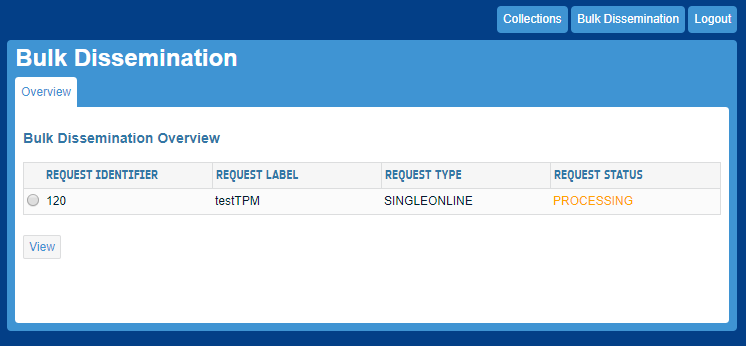 Collections Bulk Dissemination Logout
Bulk Dissemination
Overview
Bulk Dissemination Overview
REQUEST IDENTIFIER REQUEST LABEL REQUEST TYPE REQUEST STATUS
120 testTPM SINGLEONLINE PROCESSING
View